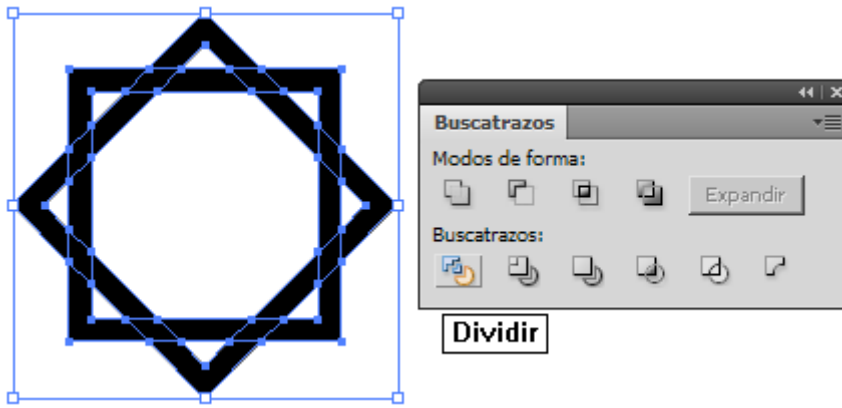 Buscatrazos
Modos de forma:
Expandir
Buscatrazos:
Dividir